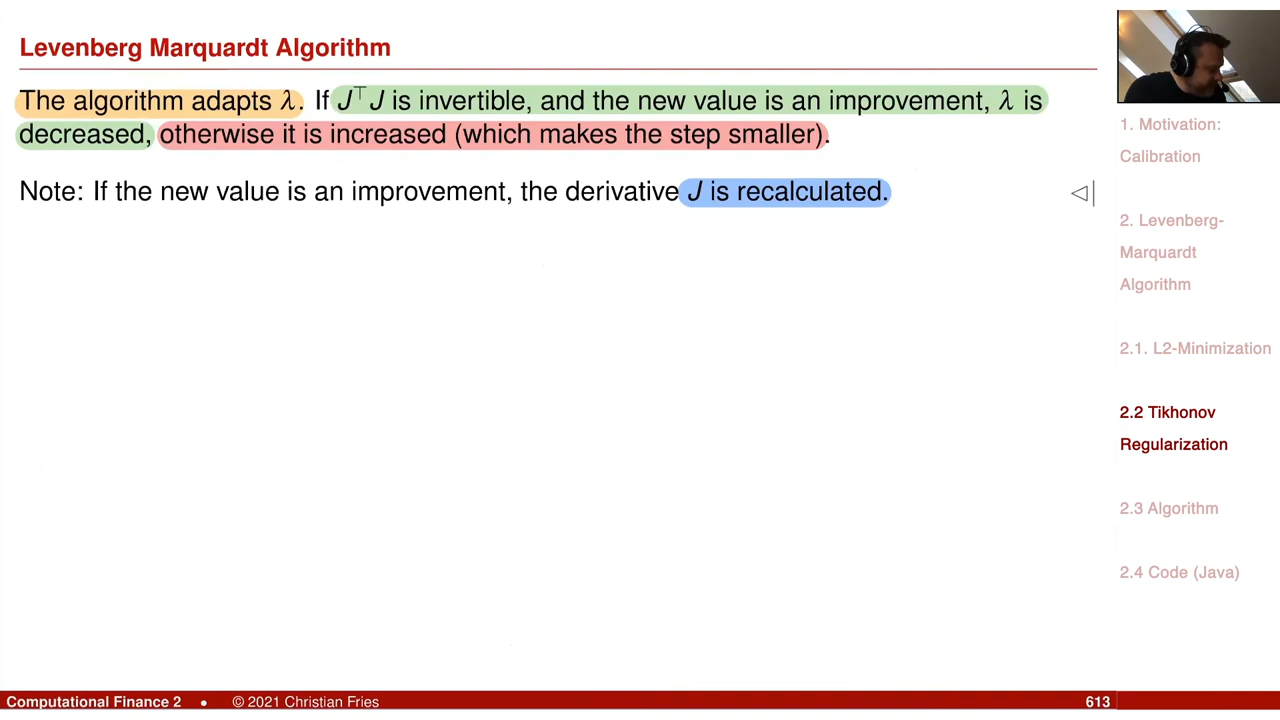 Levenberg Marquardt Algorithm
The algorithm adapts λ. If J⊤J is invertible, and the new value is an improvement, λ is
decreased, otherwise it is increased (which makes the step smaller).
Note: If the new value is an improvement, the derivative J is recalculated.
1. Motivation:
Calibration
2. Levenberg-
Marquardt
Algorithm
2.1. L2-Minimization
2.2 Tikhonov
Regularization
2.3 Algorithm
2.4 Code (Java)
Computational Finance 2 • © 2021 Christian Fries 613